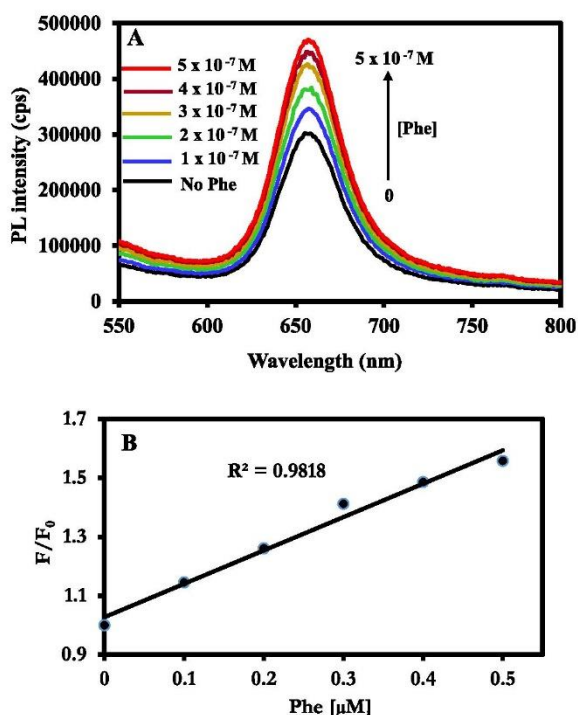 A
500000
400000
300000
200000
100000
0
PL intensity (cps)
5 x 10⁻⁷ M
4 x 10⁻⁷ M
3 x 10⁻⁷ M
2 x 10⁻⁷ M
1 x 10⁻⁷ M
No Phe
5 x 10⁻⁷ M
[Phe]
0
550 600 650 700 750 800
Wavelength (nm)
B
1.7
1.5
1.3
1.1
0.9
F/F₀
R² = 0.9818
0 0.1 0.2 0.3 0.4 0.5
Phe [µM]